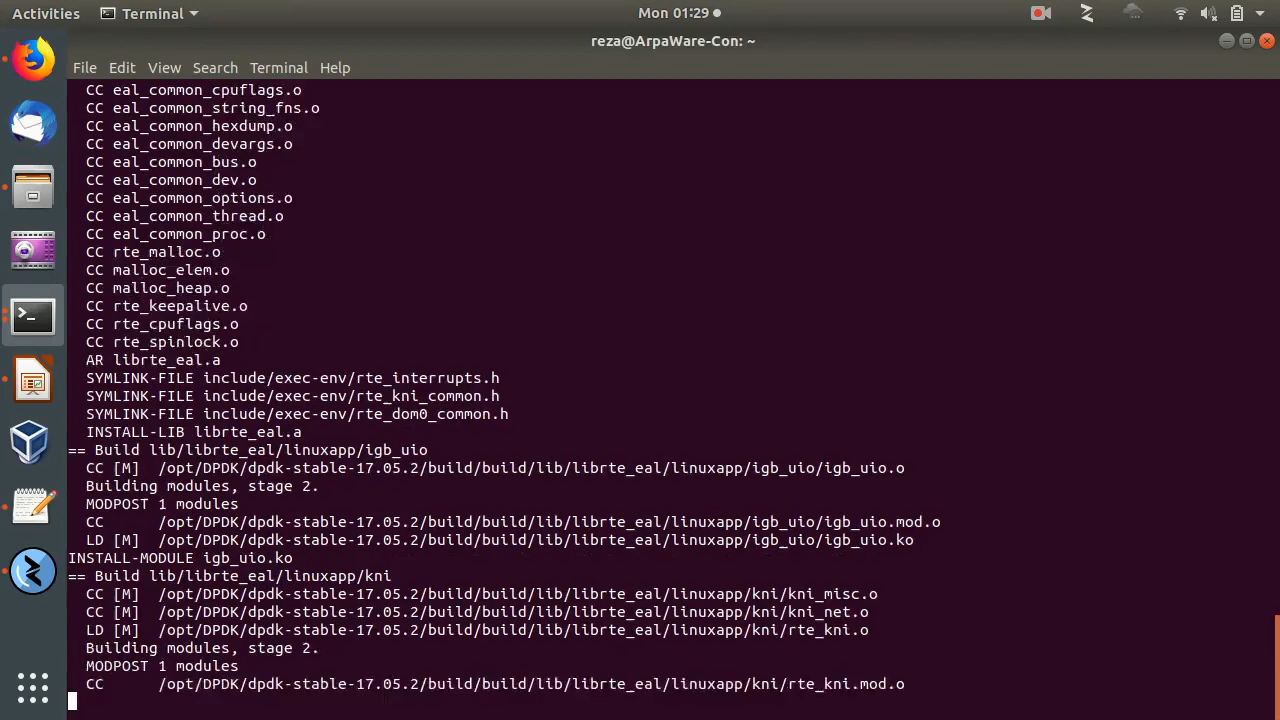 Activities Terminal Mon 01:29
reza@ArpaWare-Con: ~
File Edit View Search Terminal Help
CC eal_common_cpuflags.o
CC eal_common_string_fns.o
CC eal_common_hexdump.o
CC eal_common_devargs.o
CC eal_common_bus.o
CC eal_common_dev.o
CC eal_common_options.o
CC eal_common_thread.o
CC eal_common_proc.o
CC rte_malloc.o
CC malloc_elem.o
CC malloc_heap.o
CC rte_keepalive.o
CC rte_cpuflags.o
CC rte_spinlock.o
AR librte_eal.a
SYMLINK-FILE include/exec-env/rte_interrupts.h
SYMLINK-FILE include/exec-env/rte_kni_common.h
SYMLINK-FILE include/exec-env/rte_dom0_common.h
INSTALL-LIB librte_eal.a
== Build lib/librte_eal/linuxapp/igb_uio
CC [M]  /opt/DPDK/dpdk-stable-17.05.2/build/build/lib/librte_eal/linuxapp/igb_uio/igb_uio.o
Building modules, stage 2.
MODPOST 1 modules
CC      /opt/DPDK/dpdk-stable-17.05.2/build/build/lib/librte_eal/linuxapp/igb_uio/igb_uio.mod.o
LD [M]  /opt/DPDK/dpdk-stable-17.05.2/build/build/lib/librte_eal/linuxapp/igb_uio/igb_uio.ko
INSTALL-MODULE igb_uio.ko
== Build lib/librte_eal/linuxapp/kni
CC [M]  /opt/DPDK/dpdk-stable-17.05.2/build/build/lib/librte_eal/linuxapp/kni/kni_misc.o
CC [M]  /opt/DPDK/dpdk-stable-17.05.2/build/build/lib/librte_eal/linuxapp/kni/kni_net.o
LD [M]  /opt/DPDK/dpdk-stable-17.05.2/build/build/lib/librte_eal/linuxapp/kni/rte_kni.o
Building modules, stage 2.
MODPOST 1 modules
CC      /opt/DPDK/dpdk-stable-17.05.2/build/build/lib/librte_eal/linuxapp/kni/rte_kni.mod.o